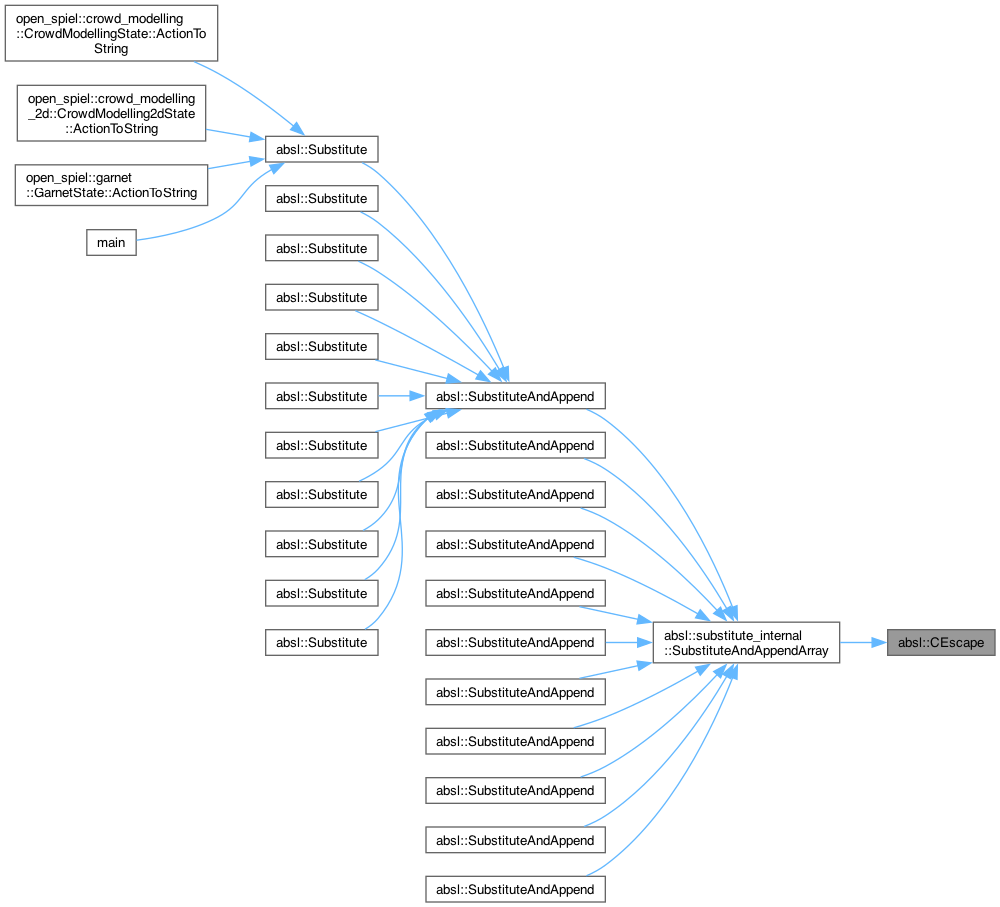 open_spiel::crowd_modelling
::CrowdModellingState::ActionTo
String
open_spiel::crowd_modelling
_2d::CrowdModelling2dState
::ActionToString
open_spiel::garnet
::GarnetState::ActionToString
main
absl::Substitute
absl::Substitute
absl::Substitute
absl::Substitute
absl::Substitute
absl::Substitute
absl::Substitute
absl::Substitute
absl::Substitute
absl::Substitute
absl::Substitute
absl::SubstituteAndAppend
absl::SubstituteAndAppend
absl::SubstituteAndAppend
absl::SubstituteAndAppend
absl::SubstituteAndAppend
absl::SubstituteAndAppend
absl::SubstituteAndAppend
absl::SubstituteAndAppend
absl::SubstituteAndAppend
absl::SubstituteAndAppend
absl::SubstituteAndAppend
absl::substitute_internal
::SubstituteAndAppendArray
absl::CEscape